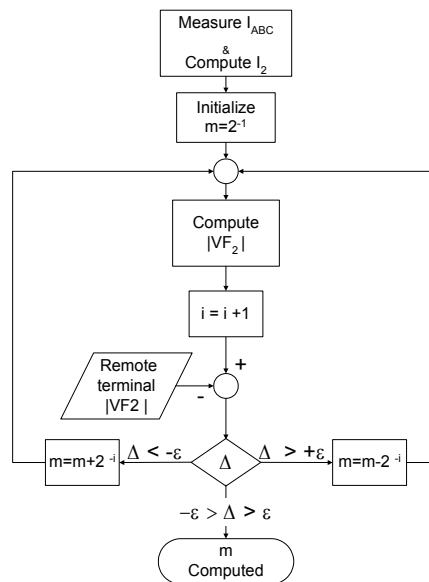 Measure I_ABC
&
Compute I_2
Initialize
m=2^-1
Compute
|VF_2|
i = i +1
+
Remote
terminal
|VF2 |
-
m=m+2 ^-i
Δ < -ε
Δ
Δ > +ε
m=m-2 ^-i
-ε > Δ > ε
m
Computed